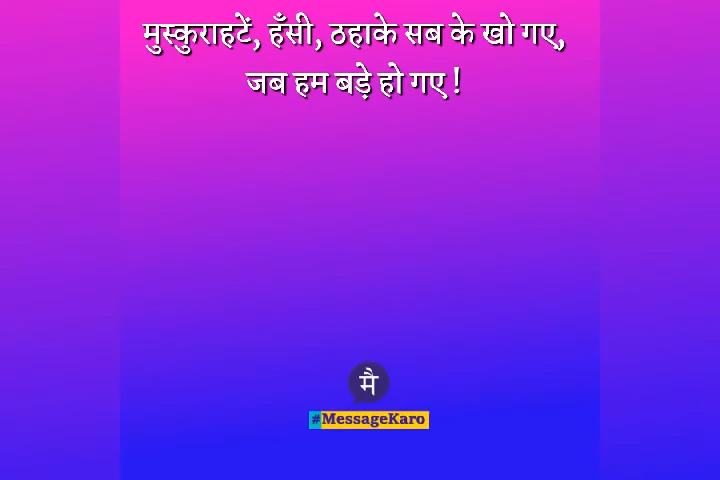 मुस्कुराहटें, हँसी, ठहाके सब के खो गए,
जब हम बड़े हो गए !
मै
#MessageKaro